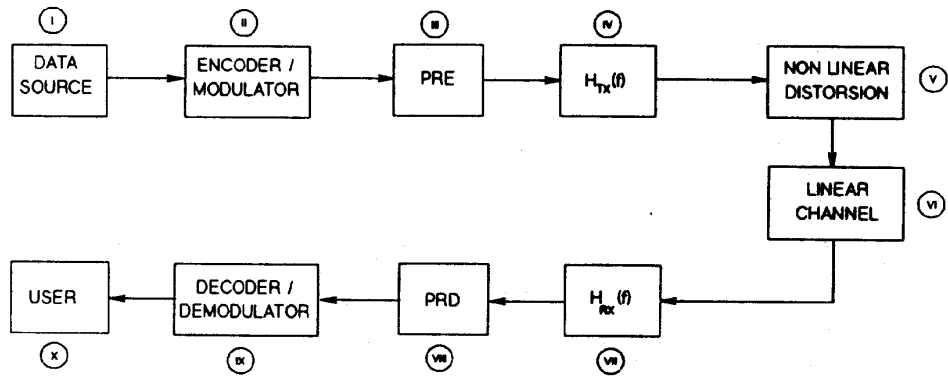 I
II
III
IV
DATA
SOURCE
ENCODER /
MODULATOR
PRE
H_TX(f)
NON LINEAR
DISTORSION
V
LINEAR
CHANNEL
VI
USER
DECODER /
DEMODULATOR
PRD
H_RX(f)
X
IX
VIII
VII